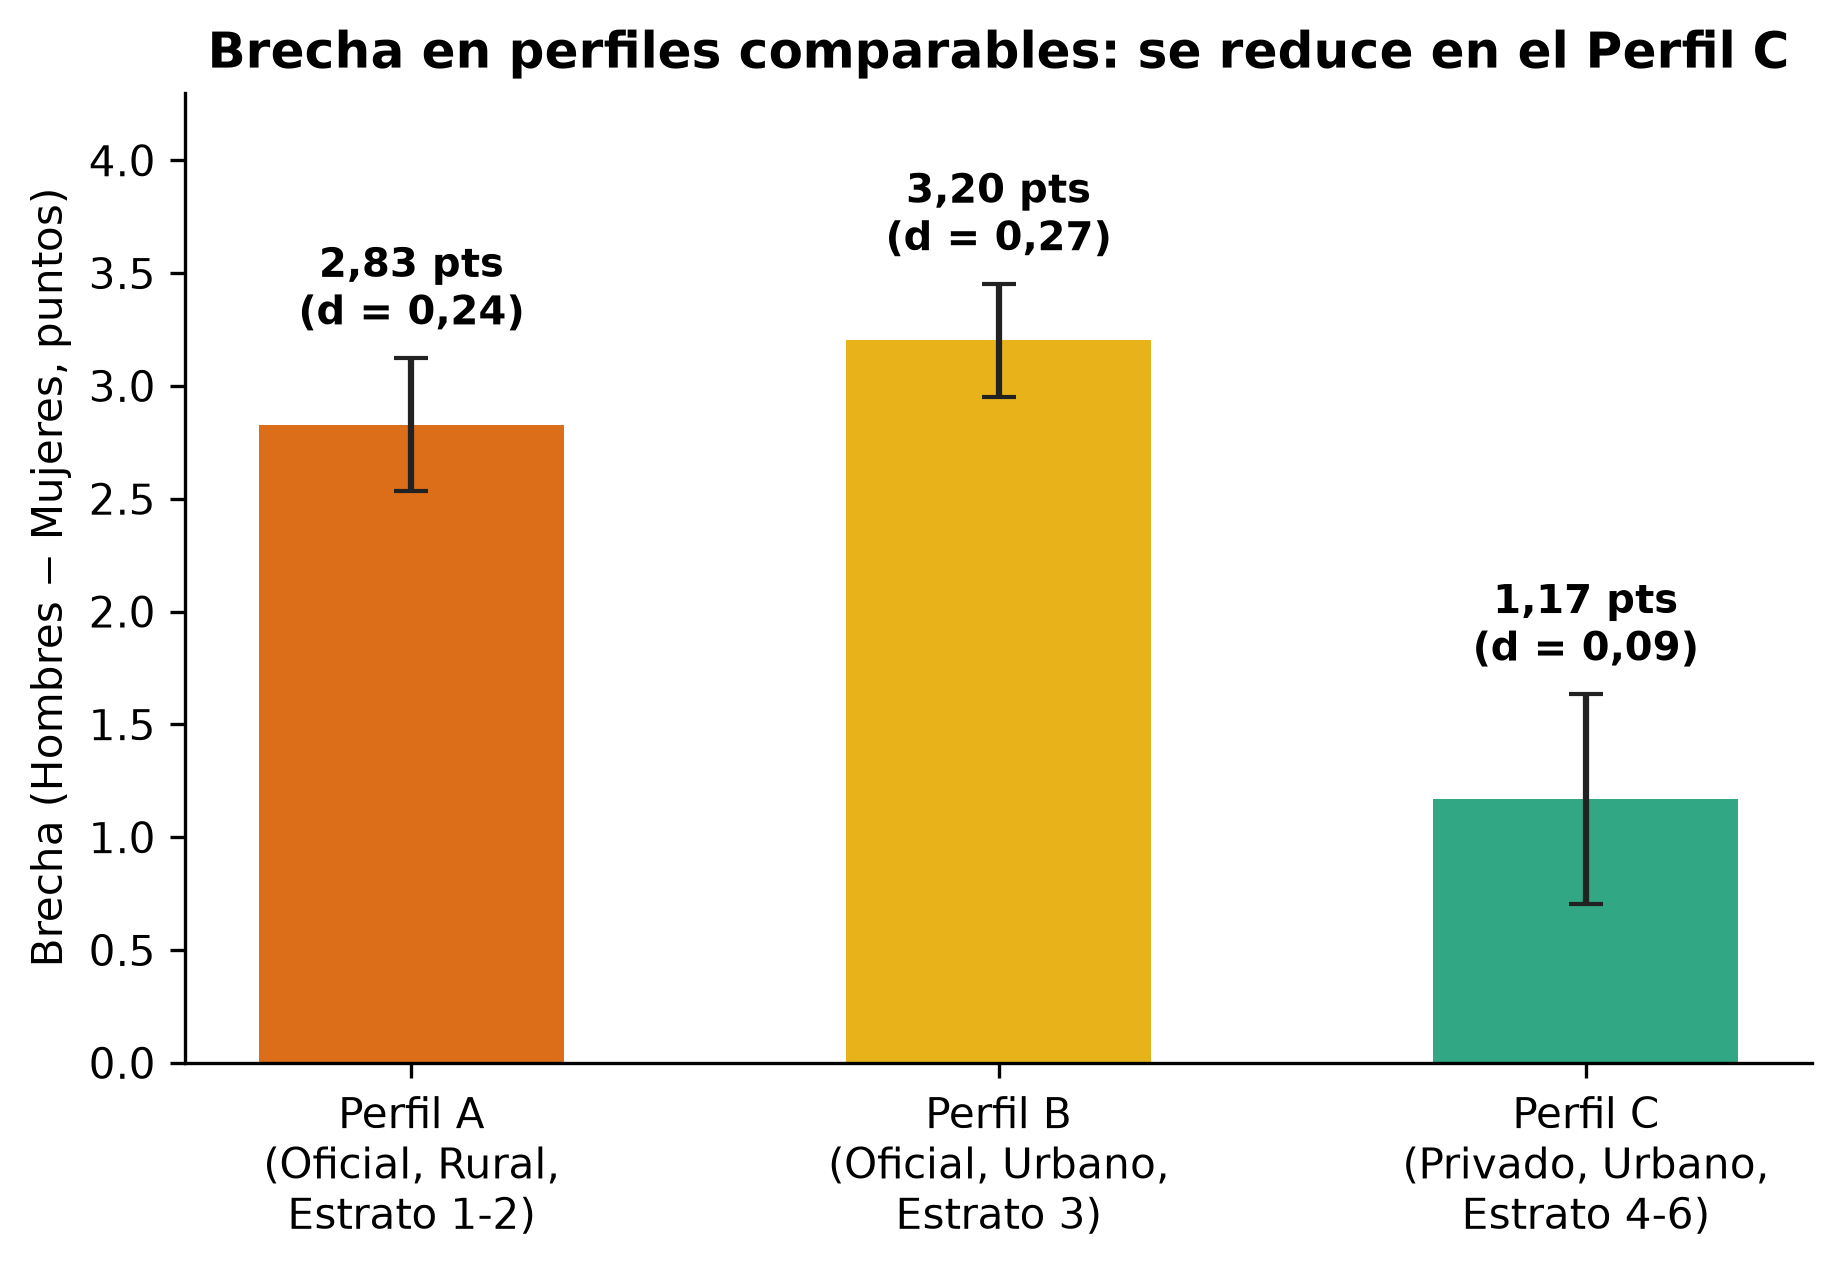 Brecha en perfiles comparables: se reduce en el Perfil C
Brecha (Hombres − Mujeres, puntos)
4.0
3.5
3.0
2.5
2.0
1.5
1.0
0.5
0.0
2,83 pts
(d = 0,24)
3,20 pts
(d = 0,27)
1,17 pts
(d = 0,09)
Perfil A
(Oficial, Rural,
Estrato 1-2)
Perfil B
(Oficial, Urbano,
Estrato 3)
Perfil C
(Privado, Urbano,
Estrato 4-6)